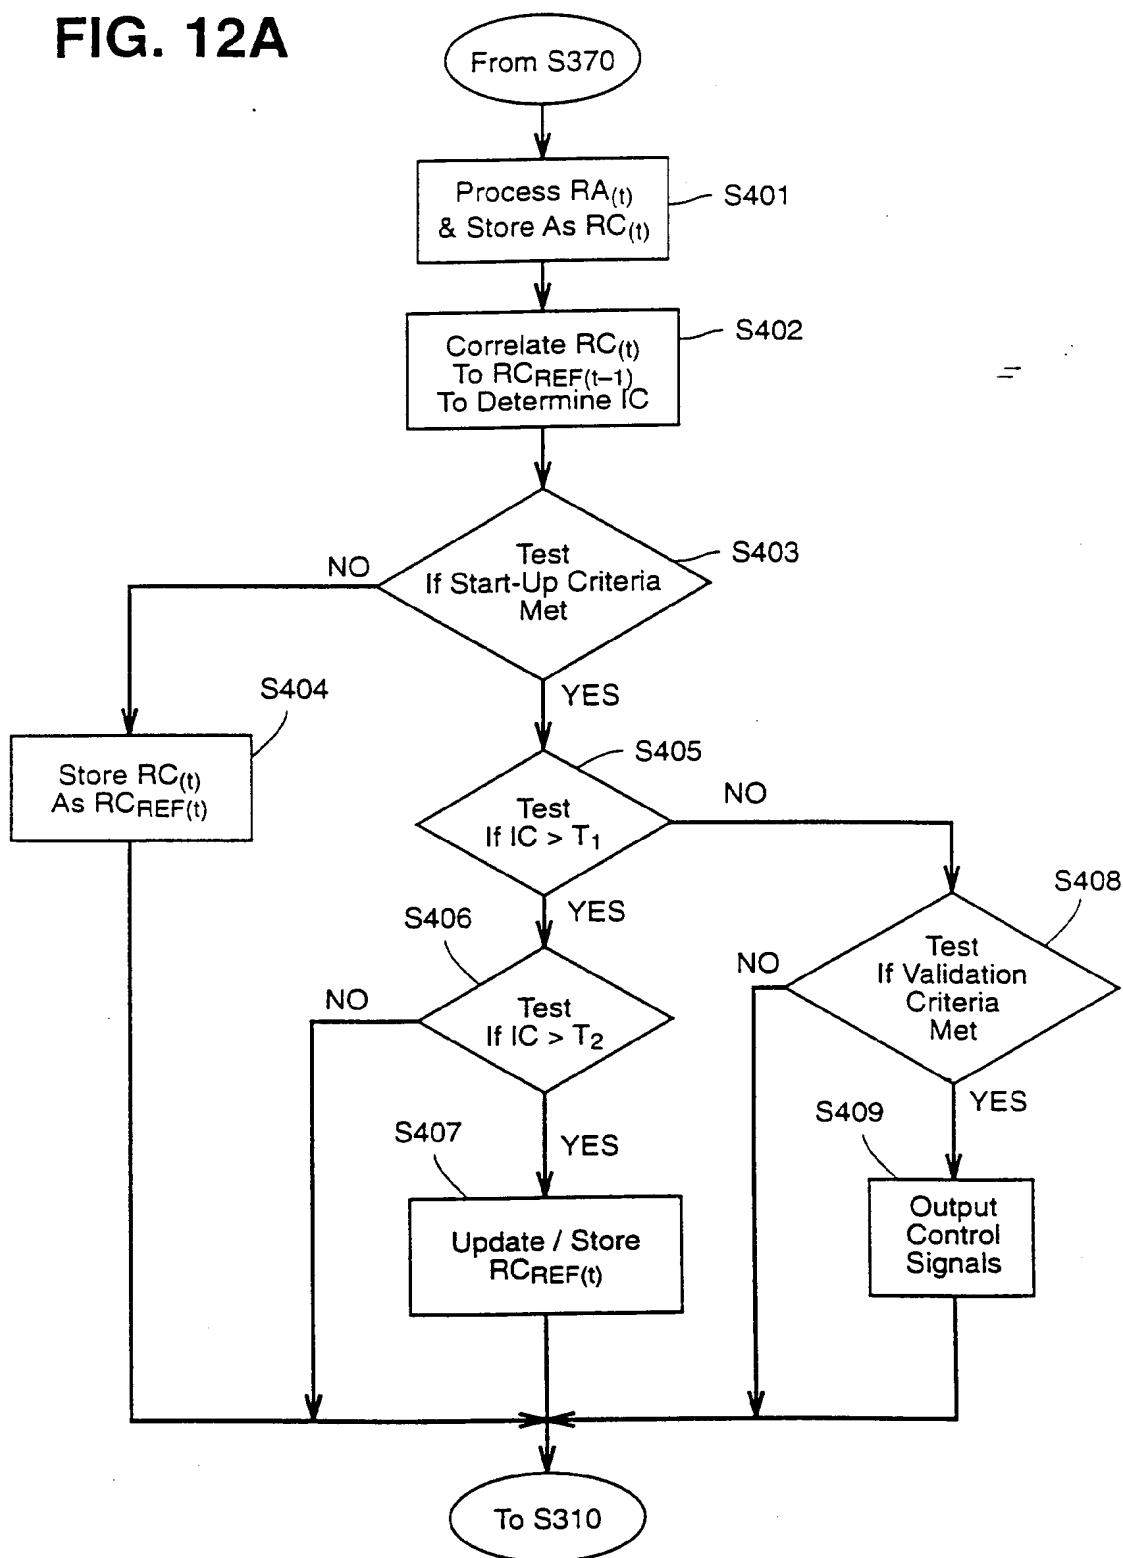 FIG. 12A
From S370
Process RA(t)
& Store As RC(t)
S401
S402
Correlate RC(t)
To RCREF(t–1)
To Determine IC
S403
Test
If Start-Up Criteria
Met
NO
YES
S404
Store RC(t)
As RCREF(t)
S405
Test
If IC > T1
NO
YES
S406
Test
If IC > T2
NO
YES
S408
Test
If Validation
Criteria
Met
NO
YES
S407
Update / Store
RCREF(t)
S409
Output
Control
Signals
To S310